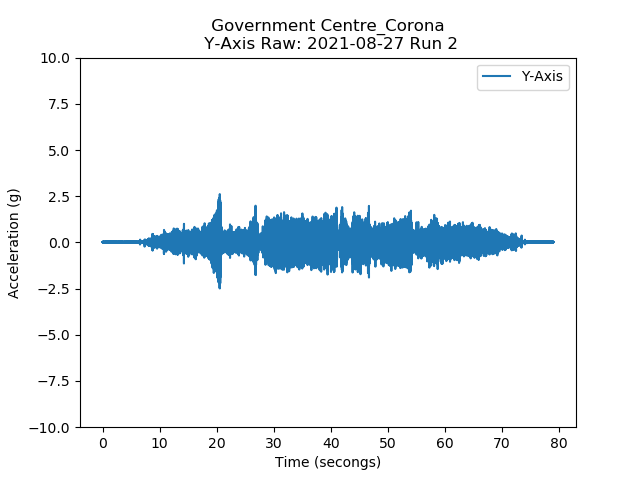 Government Centre_Corona
Y-Axis Raw: 2021-08-27 Run 2
Y-Axis
Acceleration (g)
10.0
7.5
5.0
2.5
0.0
−2.5
−5.0
−7.5
−10.0
0 10 20 30 40 50 60 70 80
Time (secongs)